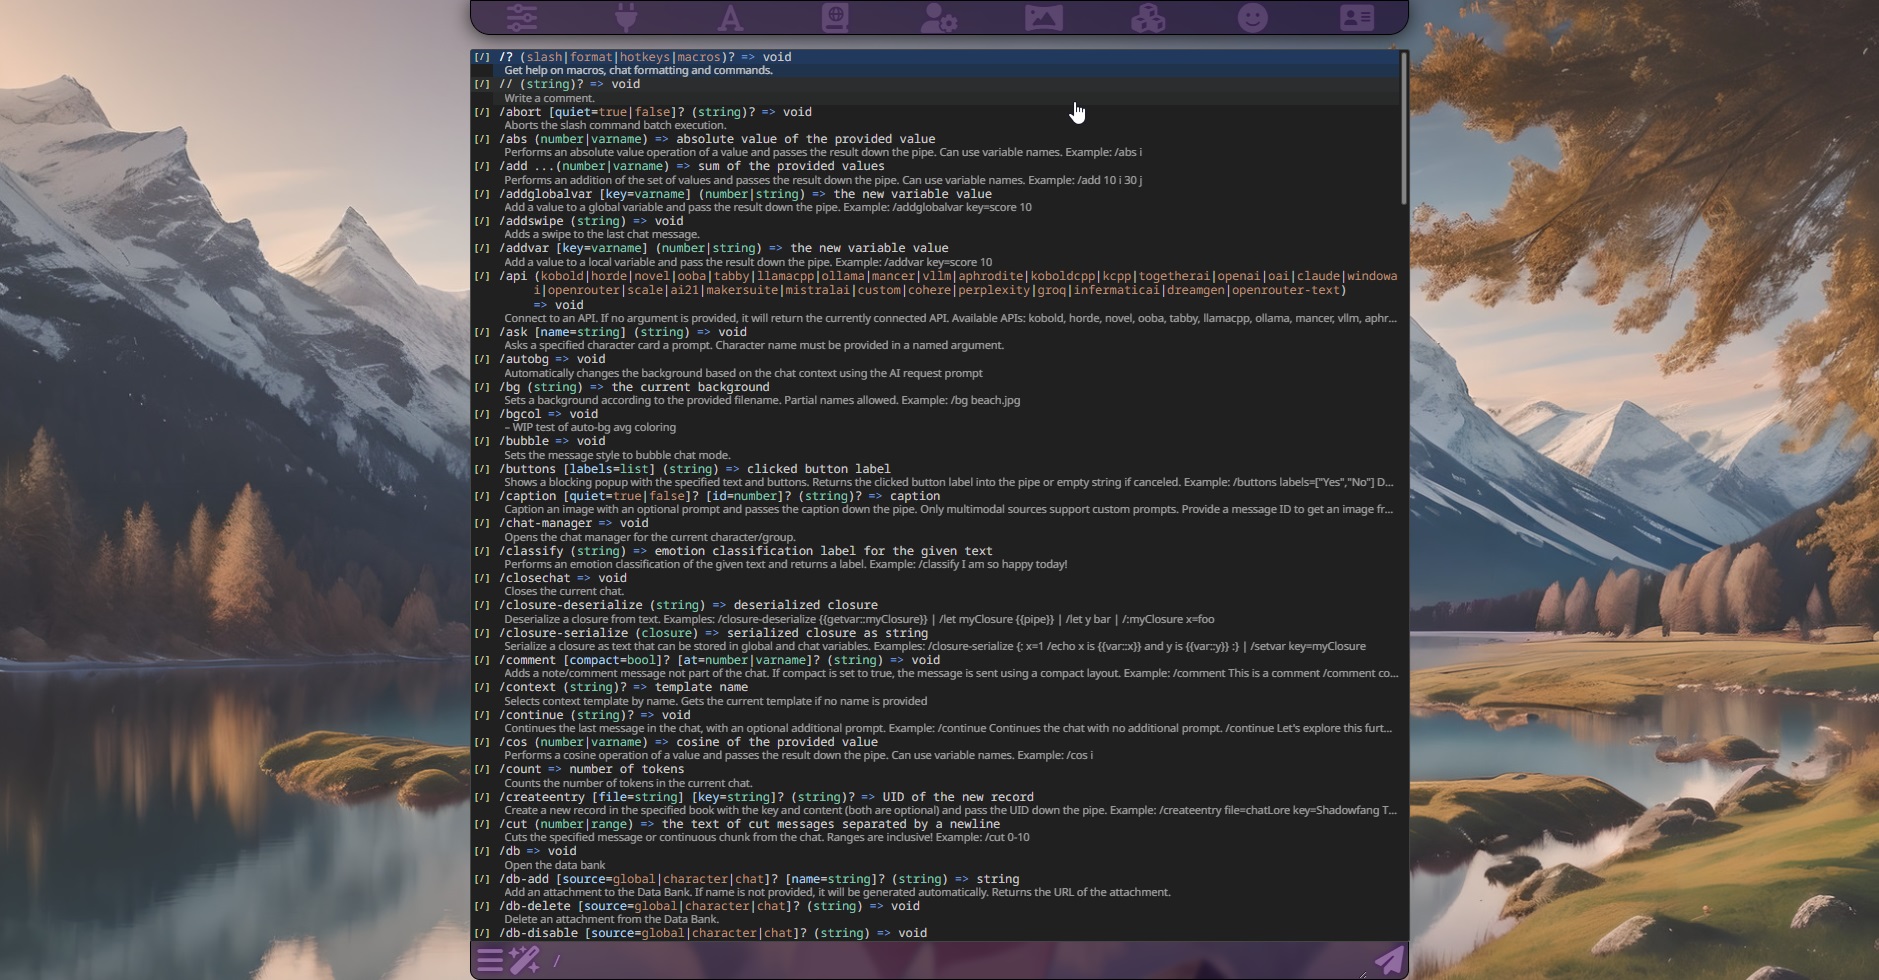 [/] /? (slash|format|hotkeys|macros)? => void
Get help on macros, chat formatting and commands.
[/] // (string)? => void
Write a comment.
[/] /abort [quiet=true|false]? (string)? => void
Aborts the slash command batch execution.
[/] /abs (number|varname) => absolute value of the provided value
Performs an absolute value operation of a value and passes the result down the pipe. Can use variable names. Example: /abs i
[/] /add ...(number|varname) => sum of the provided values
Performs an addition of the set of values and passes the result down the pipe. Can use variable names. Example: /add 10 i 30 j
[/] /addglobalvar [key=varname] (number|string) => the new variable value
Add a value to a global variable and pass the result down the pipe. Example: /addglobalvar key=score 10
[/] /addswipe (string) => void
Adds a swipe to the last chat message.
[/] /addvar [key=varname] (number|string) => the new variable value
Add a value to a local variable and pass the result down the pipe. Example: /addvar key=score 10
[/] /api (kobold|horde|novel|ooba|tabby|llamacpp|ollama|mancer|vllm|aphrodite|koboldcpp|kcpp|togetherai|openai|oai|claude|windowa
i|openrouter|scale|ai21|makersuite|mistralai|custom|cohere|perplexity|groq|infermaticai|dreamgen|openrouter-text)
=> void
Connect to an API. If no argument is provided, it will return the currently connected API. Available APIs: kobold, horde, novel, ooba, tabby, llamacpp, ollama, mancer, vllm, aphr...
[/] /ask [name=string] (string) => void
Asks a specified character card a prompt. Character name must be provided in a named argument.
[/] /autobg => void
Automatically changes the background based on the chat context using the AI request prompt
[/] /bg (string) => the current background
Sets a background according to the provided filename. Partial names allowed. Example: /bg beach.jpg
[/] /bgcol => void
– WIP test of auto-bg avg coloring
[/] /bubble => void
Sets the message style to bubble chat mode.
[/] /buttons [labels=list] (string) => clicked button label
Shows a blocking popup with the specified text and buttons. Returns the clicked button label into the pipe or empty string if canceled. Example: /buttons labels=["Yes","No"] D...
[/] /caption [quiet=true|false]? [id=number]? (string)? => caption
Caption an image with an optional prompt and passes the caption down the pipe. Only multimodal sources support custom prompts. Provide a message ID to get an image fr...
[/] /chat-manager => void
Opens the chat manager for the current character/group.
[/] /classify (string) => emotion classification label for the given text
Performs an emotion classification of the given text and returns a label. Example: /classify I am so happy today!
[/] /closechat => void
Closes the current chat.
[/] /closure-deserialize (string) => deserialized closure
Deserialize a closure from text. Examples: /closure-deserialize {{getvar::myClosure}} | /let myClosure {{pipe}} | /let y bar | /:myClosure x=foo
[/] /closure-serialize (closure) => serialized closure as string
Serialize a closure as text that can be stored in global and chat variables. Examples: /closure-serialize {: x=1 /echo x is {{var::x}} and y is {{var::y}} :} | /setvar key=myClosure
[/] /comment [compact=bool]? [at=number|varname]? (string) => void
Adds a note/comment message not part of the chat. If compact is set to true, the message is sent using a compact layout. Example: /comment This is a comment /comment co...
[/] /context (string)? => template name
Selects context template by name. Gets the current template if no name is provided
[/] /continue (string)? => void
Continues the last message in the chat, with an optional additional prompt. Example: /continue Continues the chat with no additional prompt. /continue Let's explore this furt...
[/] /cos (number|varname) => cosine of the provided value
Performs a cosine operation of a value and passes the result down the pipe. Can use variable names. Example: /cos i
[/] /count => number of tokens
Counts the number of tokens in the current chat.
[/] /createentry [file=string] [key=string]? (string)? => UID of the new record
Create a new record in the specified book with the key and content (both are optional) and pass the UID down the pipe. Example: /createentry file=chatLore key=Shadowfang T...
[/] /cut (number|range) => the text of cut messages separated by a newline
Cuts the specified message or continuous chunk from the chat. Ranges are inclusive! Example: /cut 0-10
[/] /db => void
Open the data bank
[/] /db-add [source=global|character|chat]? [name=string]? (string) => string
Add an attachment to the Data Bank. If name is not provided, it will be generated automatically. Returns the URL of the attachment.
[/] /db-delete [source=global|character|chat]? (string) => void
Delete an attachment from the Data Bank.
[/] /db-disable [source=global|character|chat]? (string) => void
/